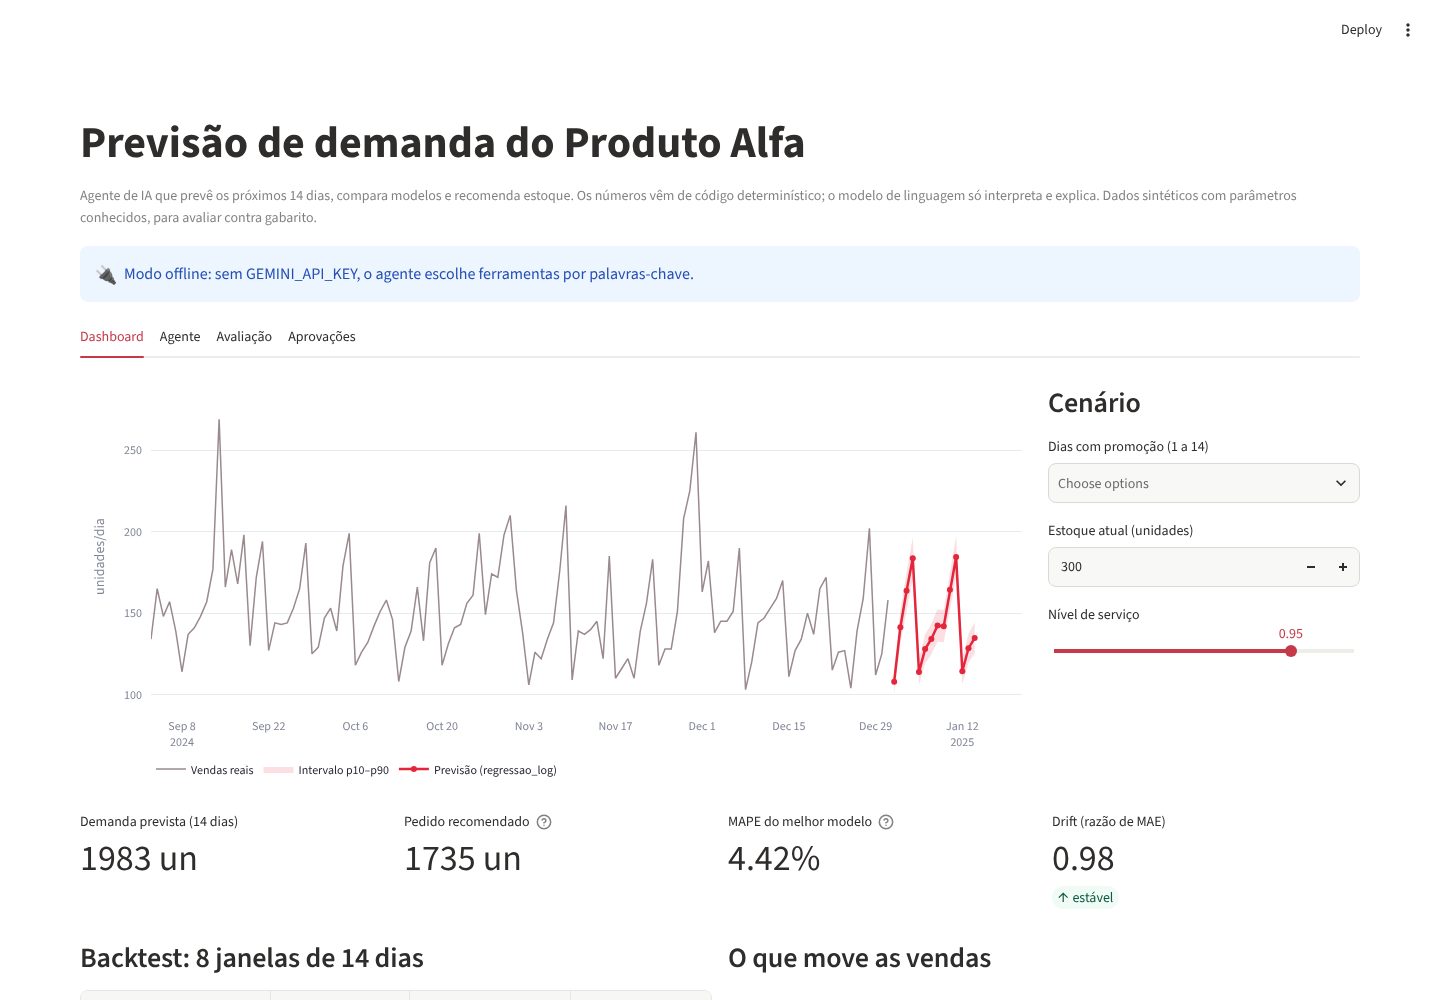 Deploy
Previsão de demanda do Produto Alfa
Agente de IA que prevê os próximos 14 dias, compara modelos e recomenda estoque. Os números vêm de código determinístico; o modelo de linguagem só interpreta e explica. Dados sintéticos com parâmetros
conhecidos, para avaliar contra gabarito.
Modo offline: sem GEMINI_API_KEY, o agente escolhe ferramentas por palavras-chave.
Dashboard Agente Avaliação Aprovações
unidades/dia
250
200
150
100
Sep 8 Sep 22 Oct 6 Oct 20 Nov 3 Nov 17 Dec 1 Dec 15 Dec 29 Jan 12
2024 2025
Vendas reais Intervalo p10–p90 Previsão (regressao_log)
Cenário
Dias com promoção (1 a 14)
Choose options
Estoque atual (unidades)
300 − +
Nível de serviço
0.95
Demanda prevista (14 dias) Pedido recomendado ? MAPE do melhor modelo ? Drift (razão de MAE)
1983 un 1735 un 4.42% 0.98
↑ estável
Backtest: 8 janelas de 14 dias O que move as vendas